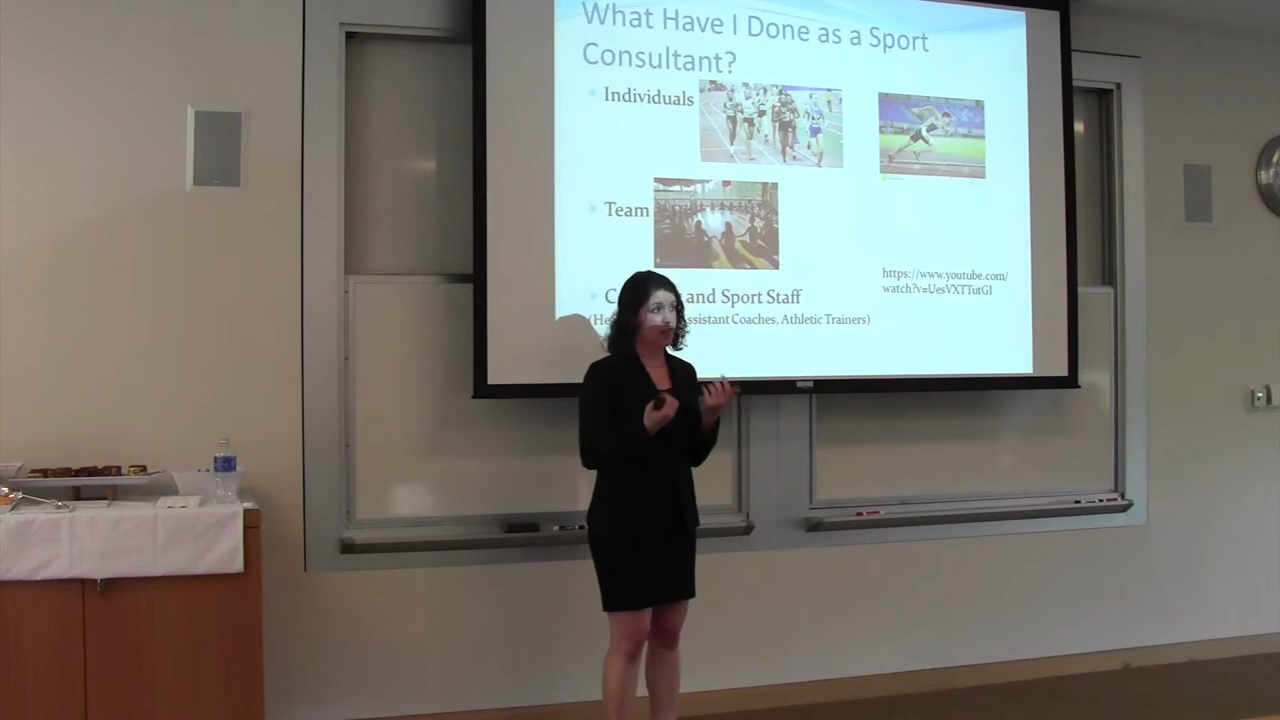 What Have I Done as a Sport
Consultant?
Individuals
Team
https://www.youtube.com/
watch?v=UesVXTTutGI
and Sport Staff
Assistant Coaches, Athletic Trainers)